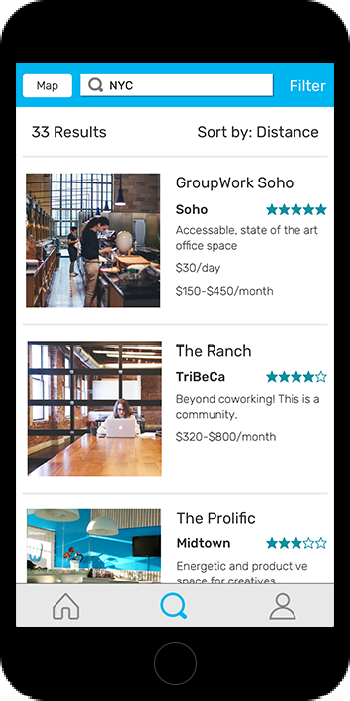 Map NYC Filter
33 Results Sort by: Distance
GroupWork Soho
Soho
Accessable, state of the art
office space
$30/day
$150-$450/month
The Ranch
TriBeCa
Beyond coworking! This is a
community.
$320-$800/month
The Prolific
Midtown
Energetic and productive
space for creatives